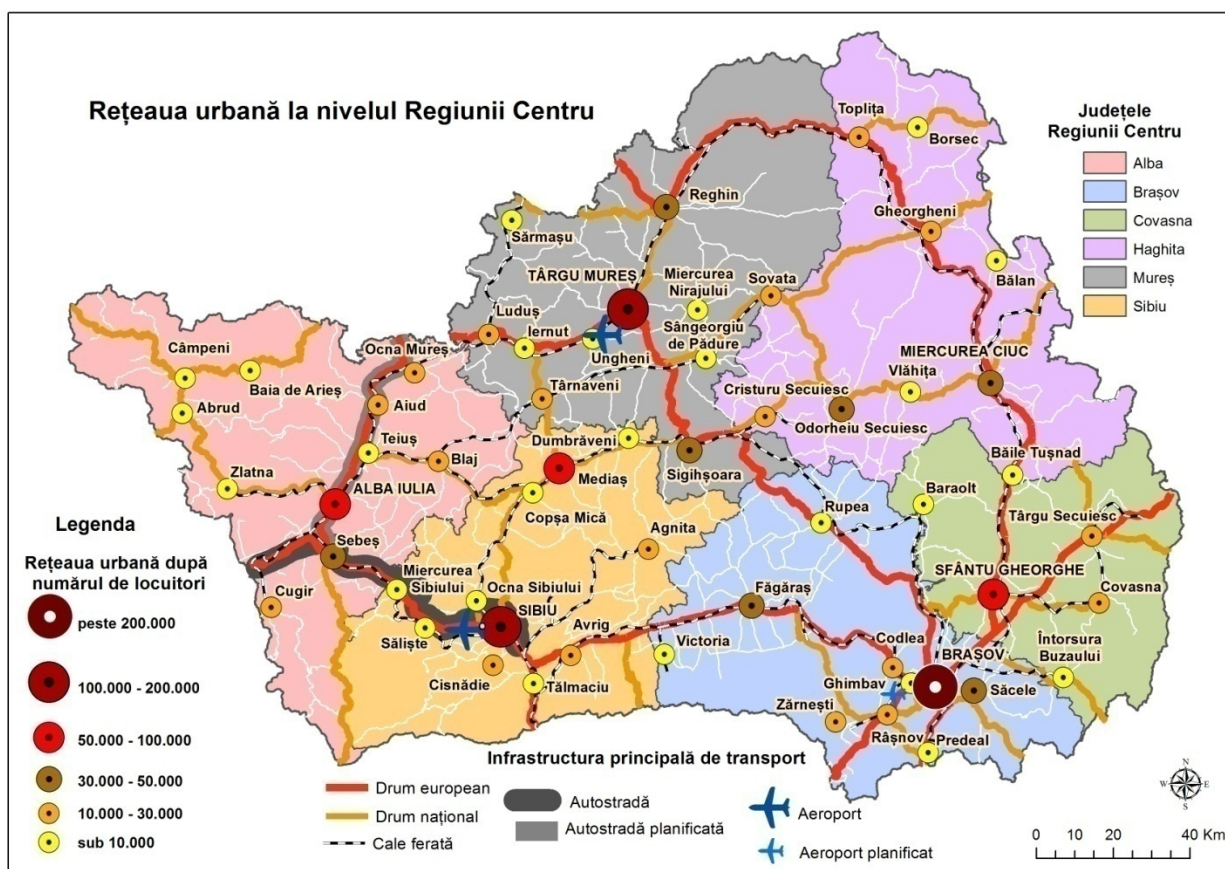 Rețeaua urbană la nivelul Regiunii Centru
Județele
Regiunii Centru
Alba
Brașov
Covasna
Haghita
Mureș
Sibiu
Toplița
Borsec
Reghin
Gheorgheni
Sărmașu
Bălan
TÂRGU MUREȘ
Miercurea
Nirajului
Sovata
Luduș
Iernut
Ungheni
Sângeorgiu
de Pădure
MIERCUREA CIUC
Vlăhița
Câmpeni
Ocna Mureș
Baia de Arieș
Târnaveni
Cristuru Secuiesc
Abrud
Aiud
Odorheiu Secuiesc
Teiuș
Dumbrăveni
Blaj
Sigihșoara
Băile Tușnad
Zlatna
Mediaș
Baraolt
ALBA IULIA
Copșa Mică
Rupea
Târgu Secuiesc
Agnita
Sebeș
SFÂNTU GHEORGHE
Miercurea
Sibiului
Ocna Sibiului
Făgăraș
Covasna
Cugir
SIBIU
Avrig
Victoria
Codlea
Întorsura
Buzaului
Săliște
BRAȘOV
Cisnădie
Tălmaciu
Ghimbav
Săcele
Zărnești
Râșnov
Predeal
Legenda
Rețeaua urbană după
numărul de locuitori
peste 200.000
100.000 - 200.000
50.000 - 100.000
30.000 - 50.000
10.000 - 30.000
sub 10.000
Infrastructura principală de transport
Drum european
Drum național
Cale ferată
Autostradă
Autostradă planificată
Aeroport
Aeroport planificat
N
W E
S
0 10 20 40 Km